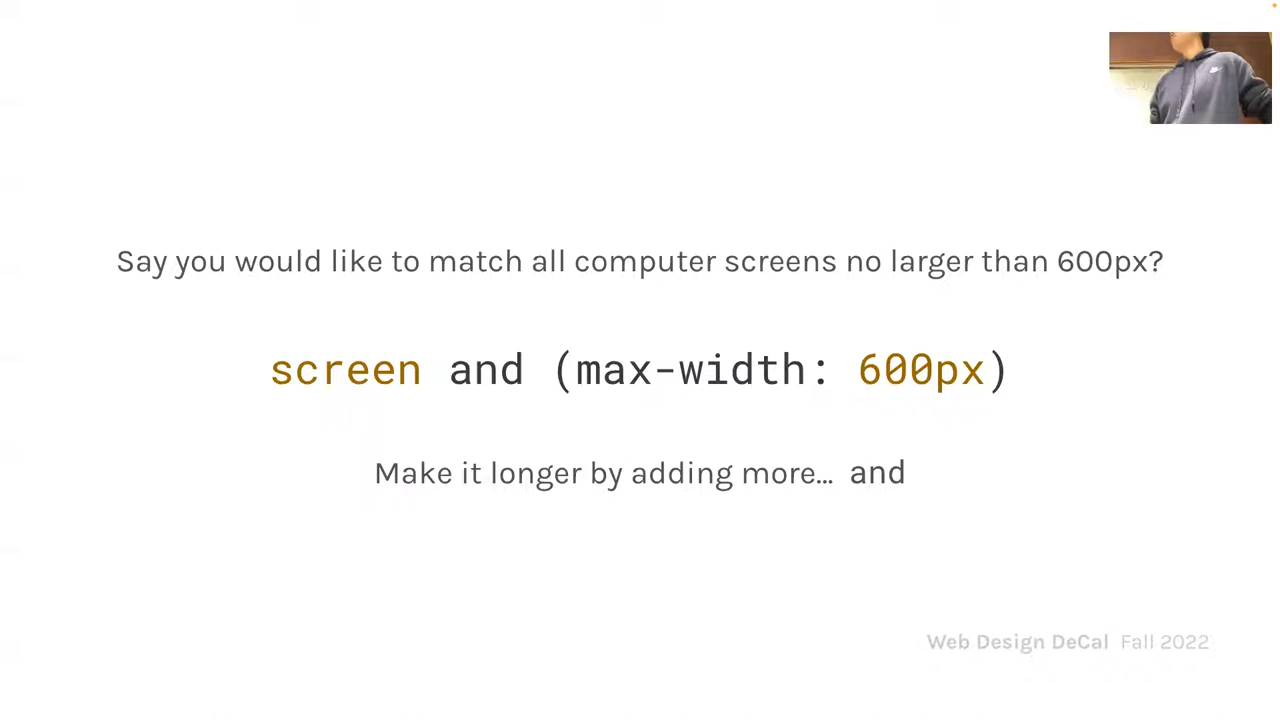 Say you would like to match all computer screens no larger than 600px?
screen and (max-width: 600px)
Make it longer by adding more... and
Web Design DeCal Fall 2022